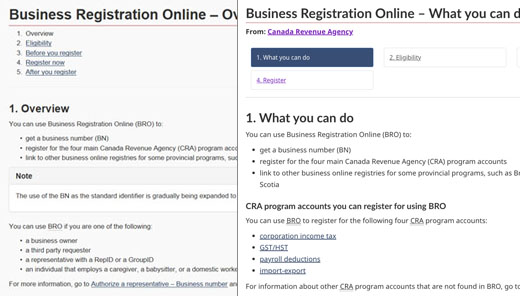 Business Registration Online – Ov
1. Overview
2. Eligibility
3. Before you register
4. Register now
5. After you register
1. Overview
You can use Business Registration Online (BRO) to:
• get a business number (BN)
• register for the four main Canada Revenue Agency (CRA) program acco
• link to other business online registries for some provincial programs, suc
Note
The use of the BN as the standard identifier is gradually being expanded to
You can use BRO if you are one of the following:
• a business owner
• a third party requester
• a representative with a RepID or a GroupID
• an individual that employs a caregiver, a babysitter, or a domestic worke
For more information, go to Authorize a representative – Business number an
Business Registration Online – What you can d
From: Canada Revenue Agency
1. What you can do
2. Eligibility
4. Register
1. What you can do
You can use Business Registration Online (BRO) to:
• get a business number (BN)
• register for the four main Canada Revenue Agency (CRA) program accounts
• link to other business online registries for some provincial programs, such as B
Scotia
CRA program accounts you can register for using BRO
You can use BRO to register for the following four CRA program accounts:
• corporation income tax
• GST/HST
• payroll deductions
• import-export
For information about other CRA program accounts that are not found in BRO, go to